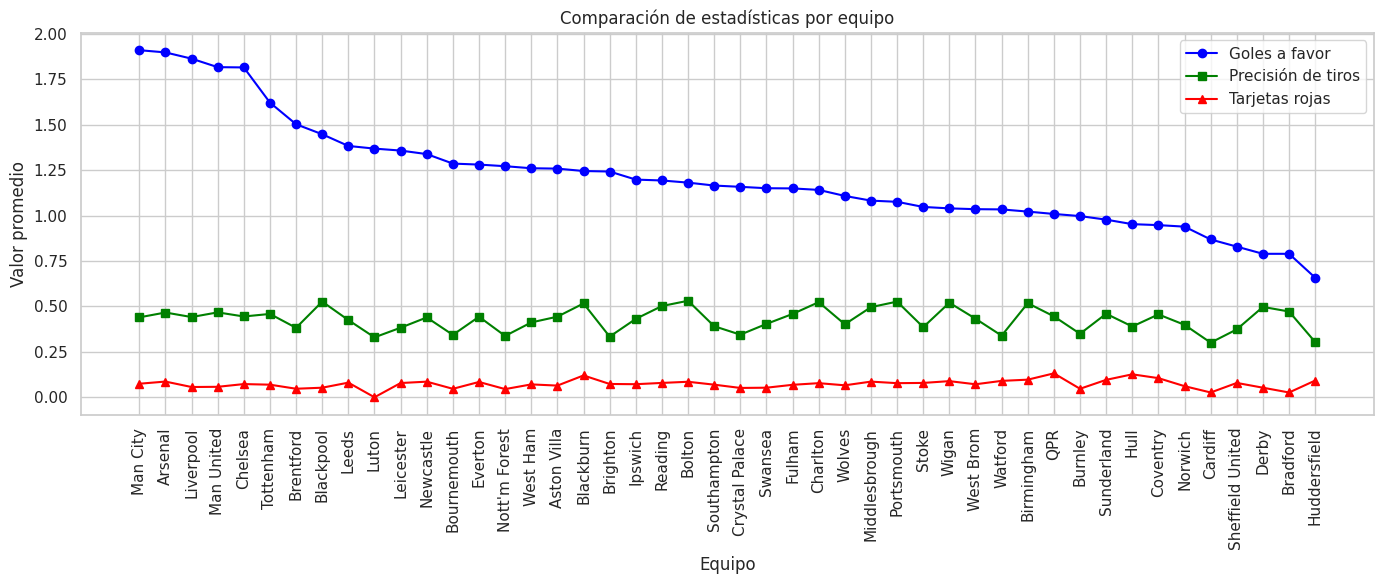 Comparación de estadísticas por equipo
Goles a favor
Precisión de tiros
Tarjetas rojas
Valor promedio
2.00
1.75
1.50
1.25
1.00
0.75
0.50
0.25
0.00
Man City
Arsenal
Liverpool
Man United
Chelsea
Tottenham
Brentford
Blackpool
Leeds
Luton
Leicester
Newcastle
Bournemouth
Everton
Nott'm Forest
West Ham
Aston Villa
Blackburn
Brighton
Ipswich
Reading
Bolton
Southampton
Crystal Palace
Swansea
Fulham
Charlton
Wolves
Middlesbrough
Portsmouth
Stoke
Wigan
West Brom
Watford
Birmingham
QPR
Burnley
Sunderland
Hull
Coventry
Norwich
Cardiff
Sheffield United
Derby
Bradford
Huddersfield
Equipo